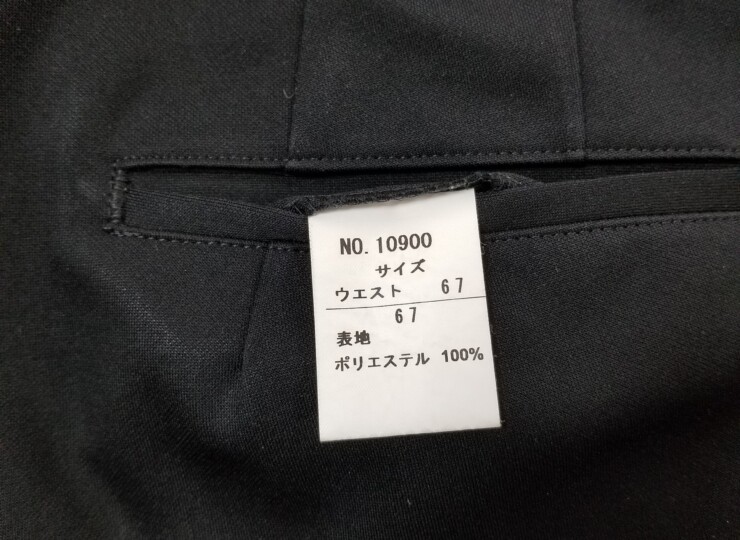 NO. 10900
サイズ
ウエスト 67
67
表地
ポリエステル 100%